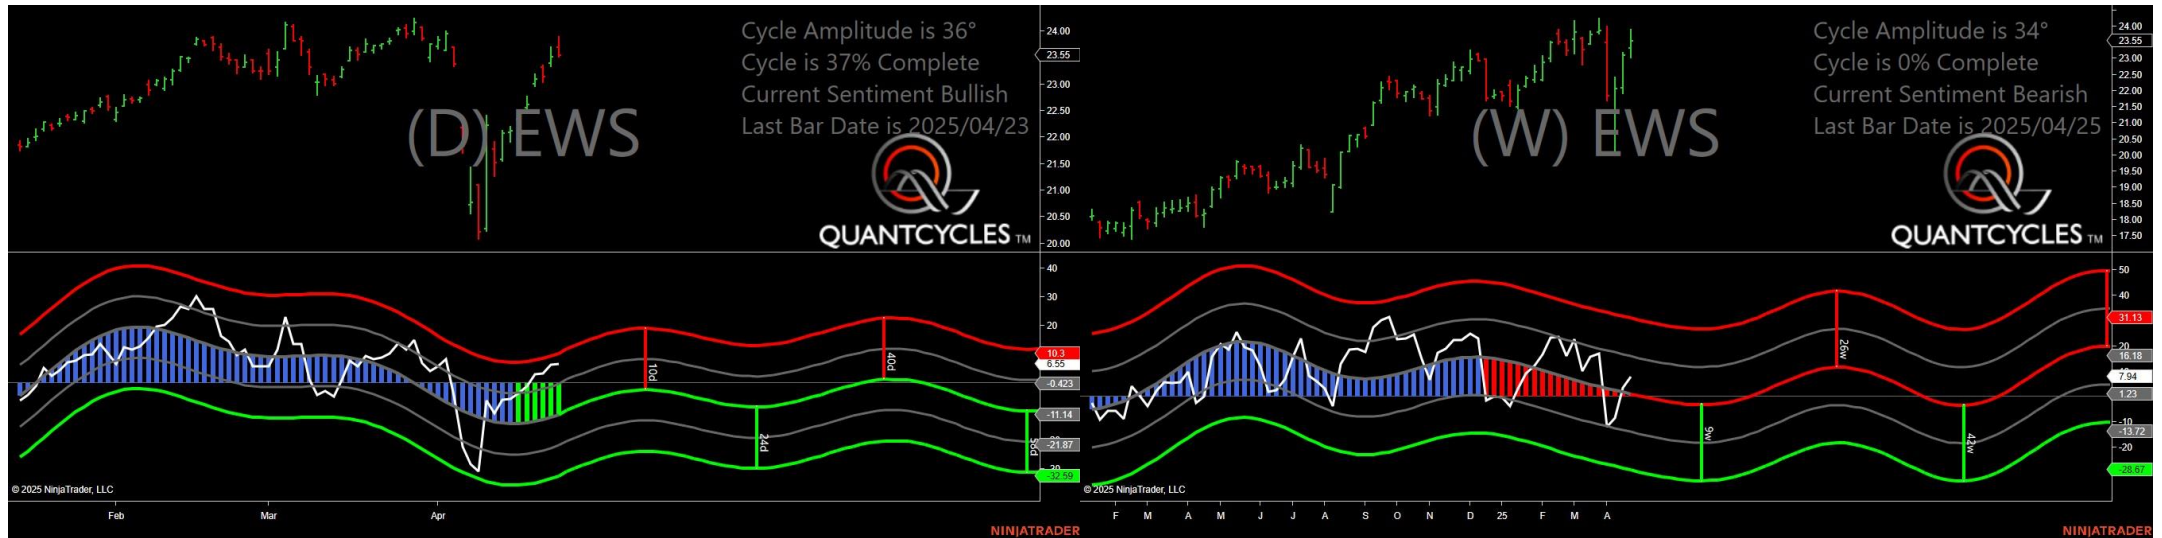 Cycle Amplitude is 36°
Cycle is 37% Complete
Current Sentiment Bullish
Last Bar Date is 2025/04/23
(D) EWS
QUANTCYCLES TM
24.00
23.55
23.00
22.50
22.00
21.50
21.00
20.50
20.00
40
30
20
10.3
6.55
-0.423
-11.14
-21.87
-32.59
10d
24d
40d
© 2025 NinjaTrader, LLC
Feb Mar Apr
NINJATRADER
Cycle Amplitude is 34°
Cycle is 0% Complete
Current Sentiment Bearish
Last Bar Date is 2025/04/25
(W) EWS
QUANTCYCLES TM
24.00
23.55
23.00
22.50
22.00
21.50
21.00
20.50
20.00
19.50
19.00
18.50
18.00
17.50
50
40
31.13
20
16.18
7.94
1.23
-10
-13.72
-20
-28.67
9w
26w
42w
© 2025 NinjaTrader, LLC
F M A M J J A S O N D 25 F M A
NINJATRADER